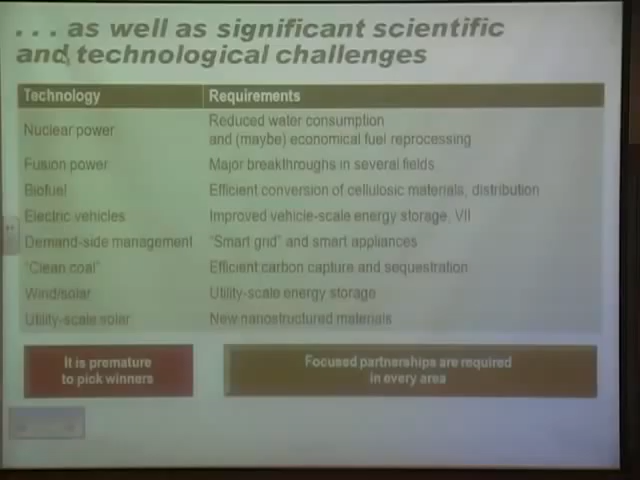 . . . as well as significant scientific
and technological challenges
Technology Requirements
Nuclear power Reduced water consumption
and (maybe) economical fuel reprocessing
Fusion power Major breakthroughs in several fields
Biofuel Efficient conversion of cellulosic materials, distribution
Electric vehicles Improved vehicle-scale energy storage, VII
Demand-side management "Smart grid" and smart appliances
"Clean coal" Efficient carbon capture and sequestration
Wind/solar Utility-scale energy storage
Utility-scale solar New nanostructured materials
It is premature
to pick winners
Focused partnerships are required
in every area